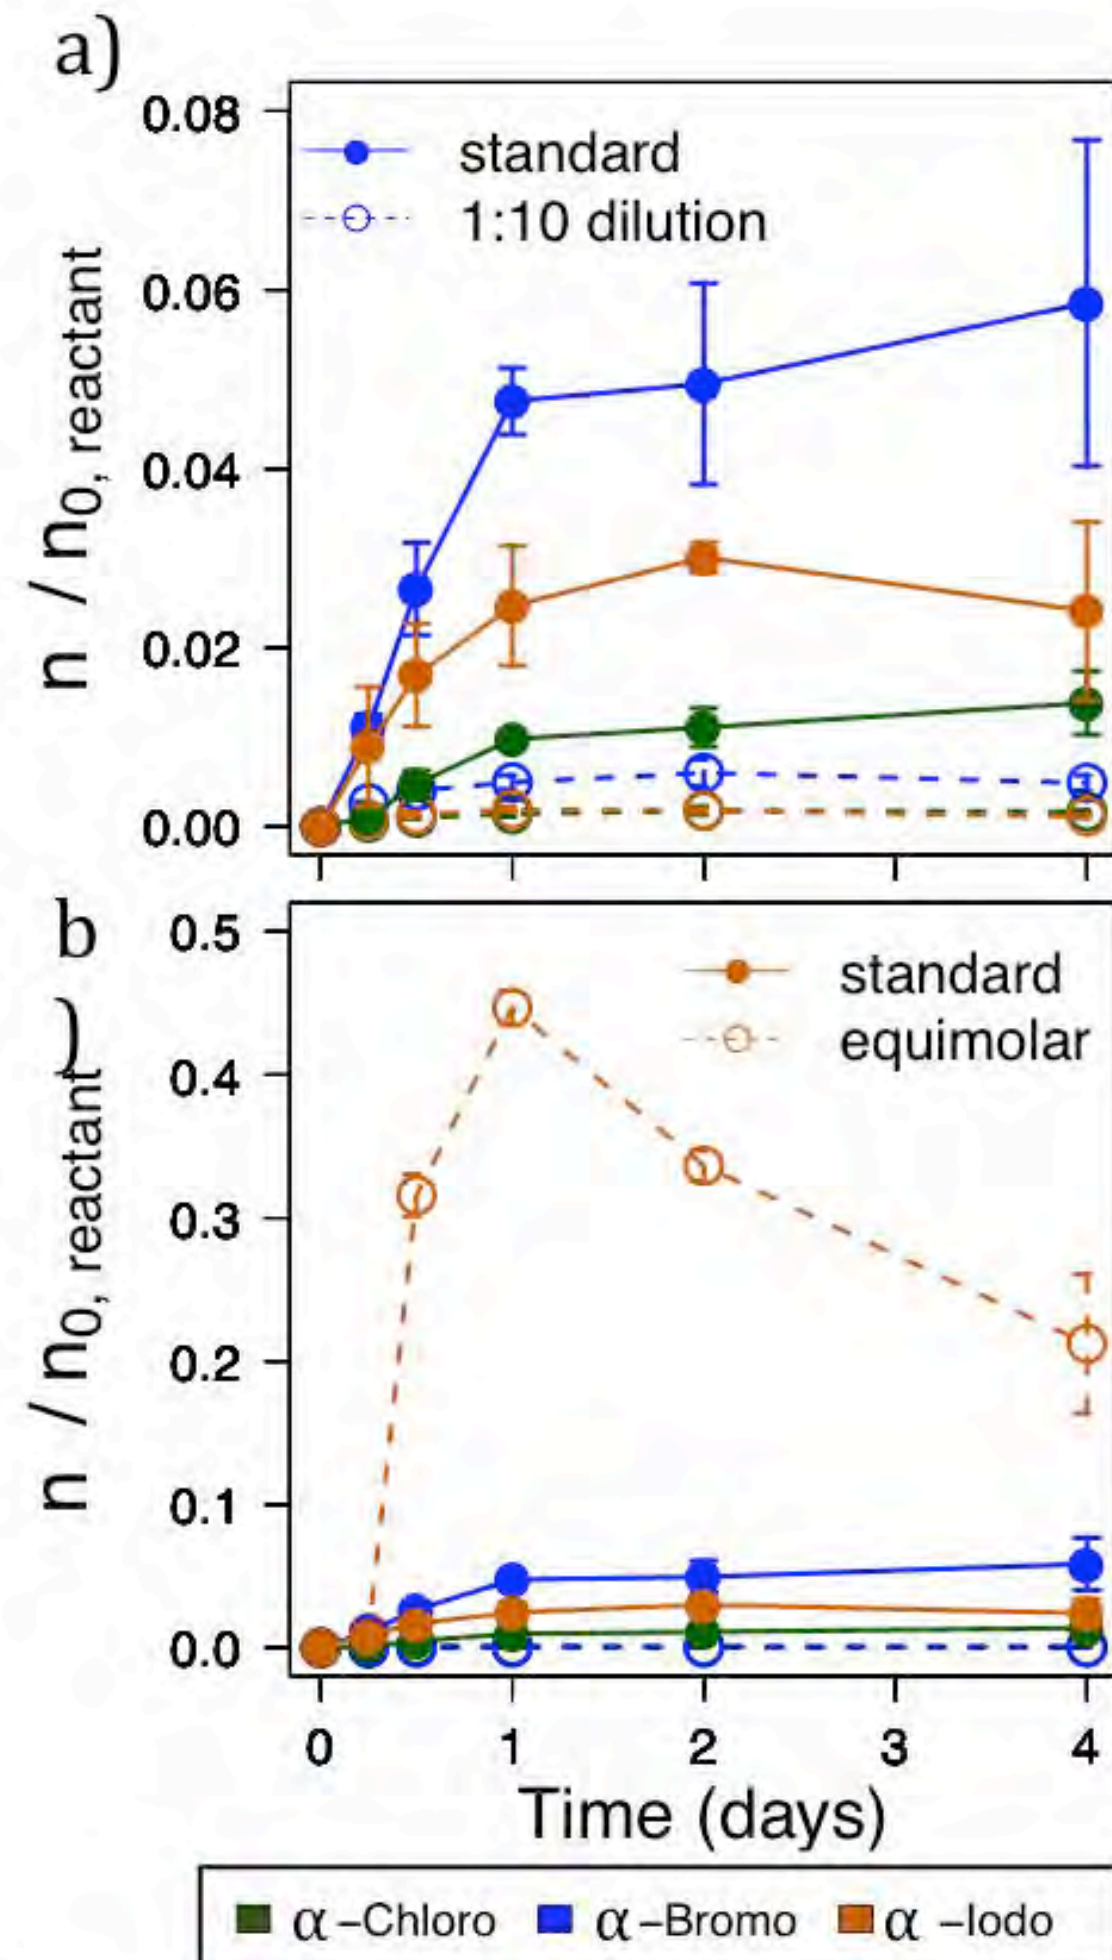 a)
0.08
0.06
0.04
0.02
0.00
n / n0, reactant
standard
1:10 dilution
b
)
0.5
0.4
0.3
0.2
0.1
0.0
n / n0, reactant
standard
equimolar
0 1 2 3 4
Time (days)
α –Chloro α –Bromo α –Iodo